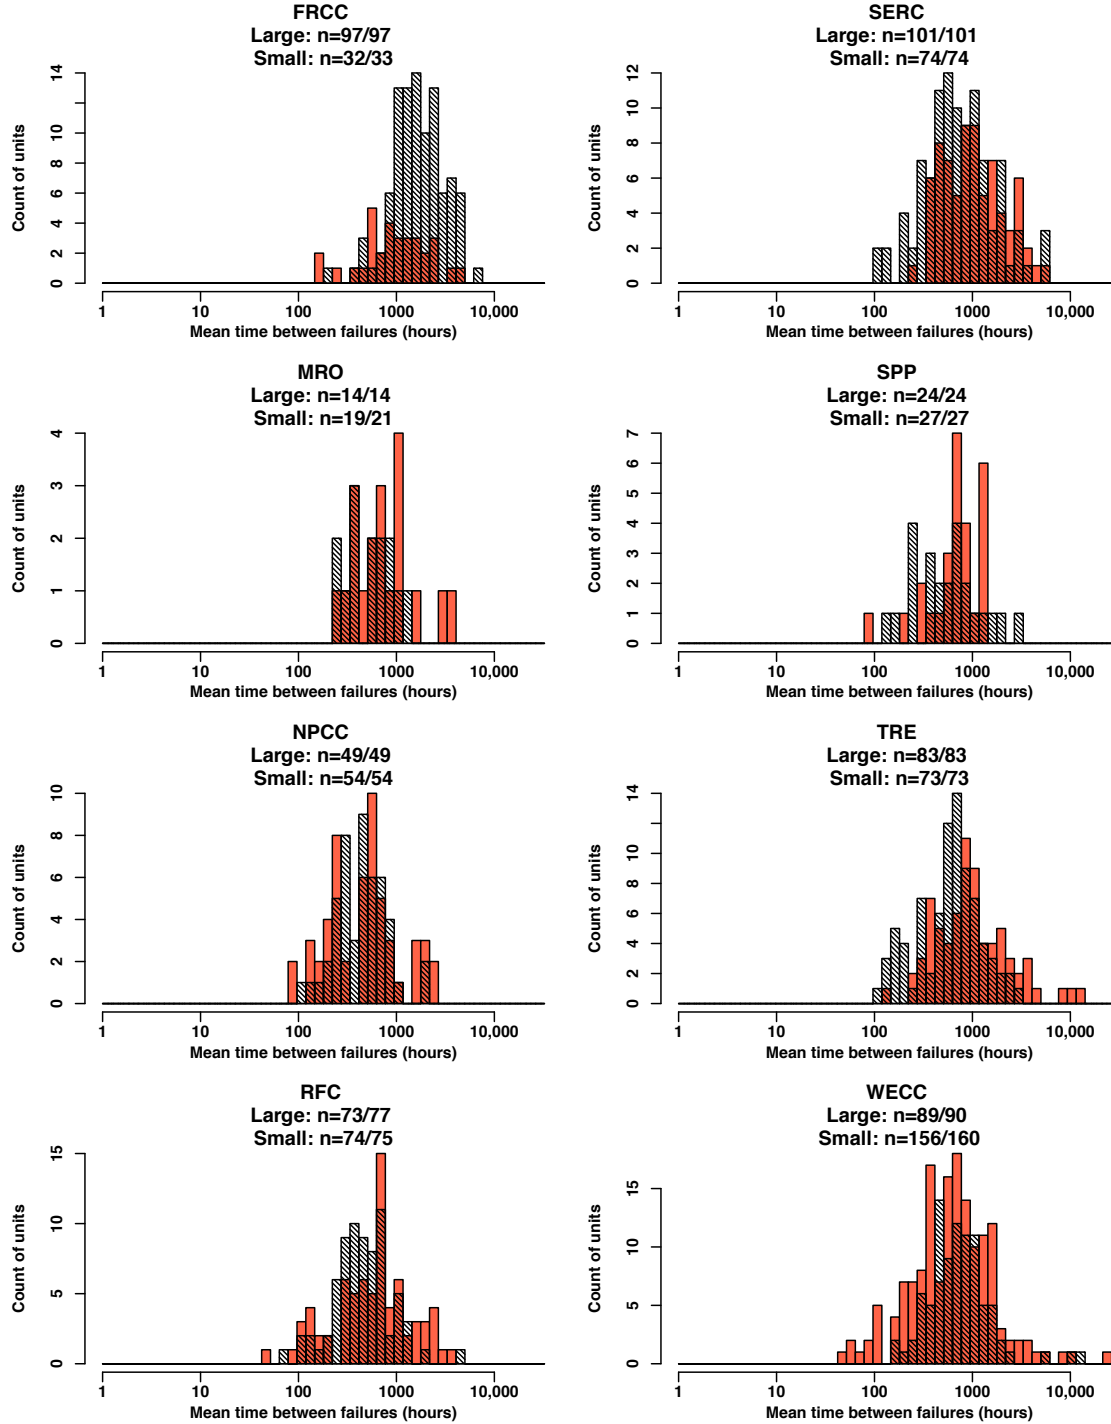 FRCC
Large: n=97/97
Small: n=32/33
Count of units
0 2 4 6 8 10 14
1 10 100 1000 10,000
Mean time between failures (hours)
SERC
Large: n=101/101
Small: n=74/74
Count of units
0 2 4 6 8 10 12
1 10 100 1000 10,000
Mean time between failures (hours)
MRO
Large: n=14/14
Small: n=19/21
Count of units
0 1 2 3 4
1 10 100 1000 10,000
Mean time between failures (hours)
SPP
Large: n=24/24
Small: n=27/27
Count of units
0 1 2 3 4 5 6 7
1 10 100 1000 10,000
Mean time between failures (hours)
NPCC
Large: n=49/49
Small: n=54/54
Count of units
0 2 4 6 8 10
1 10 100 1000 10,000
Mean time between failures (hours)
TRE
Large: n=83/83
Small: n=73/73
Count of units
0 2 4 6 8 10 14
1 10 100 1000 10,000
Mean time between failures (hours)
RFC
Large: n=73/77
Small: n=74/75
Count of units
0 5 10 15
1 10 100 1000 10,000
Mean time between failures (hours)
WECC
Large: n=89/90
Small: n=156/160
Count of units
0 5 10 15
1 10 100 1000 10,000
Mean time between failures (hours)